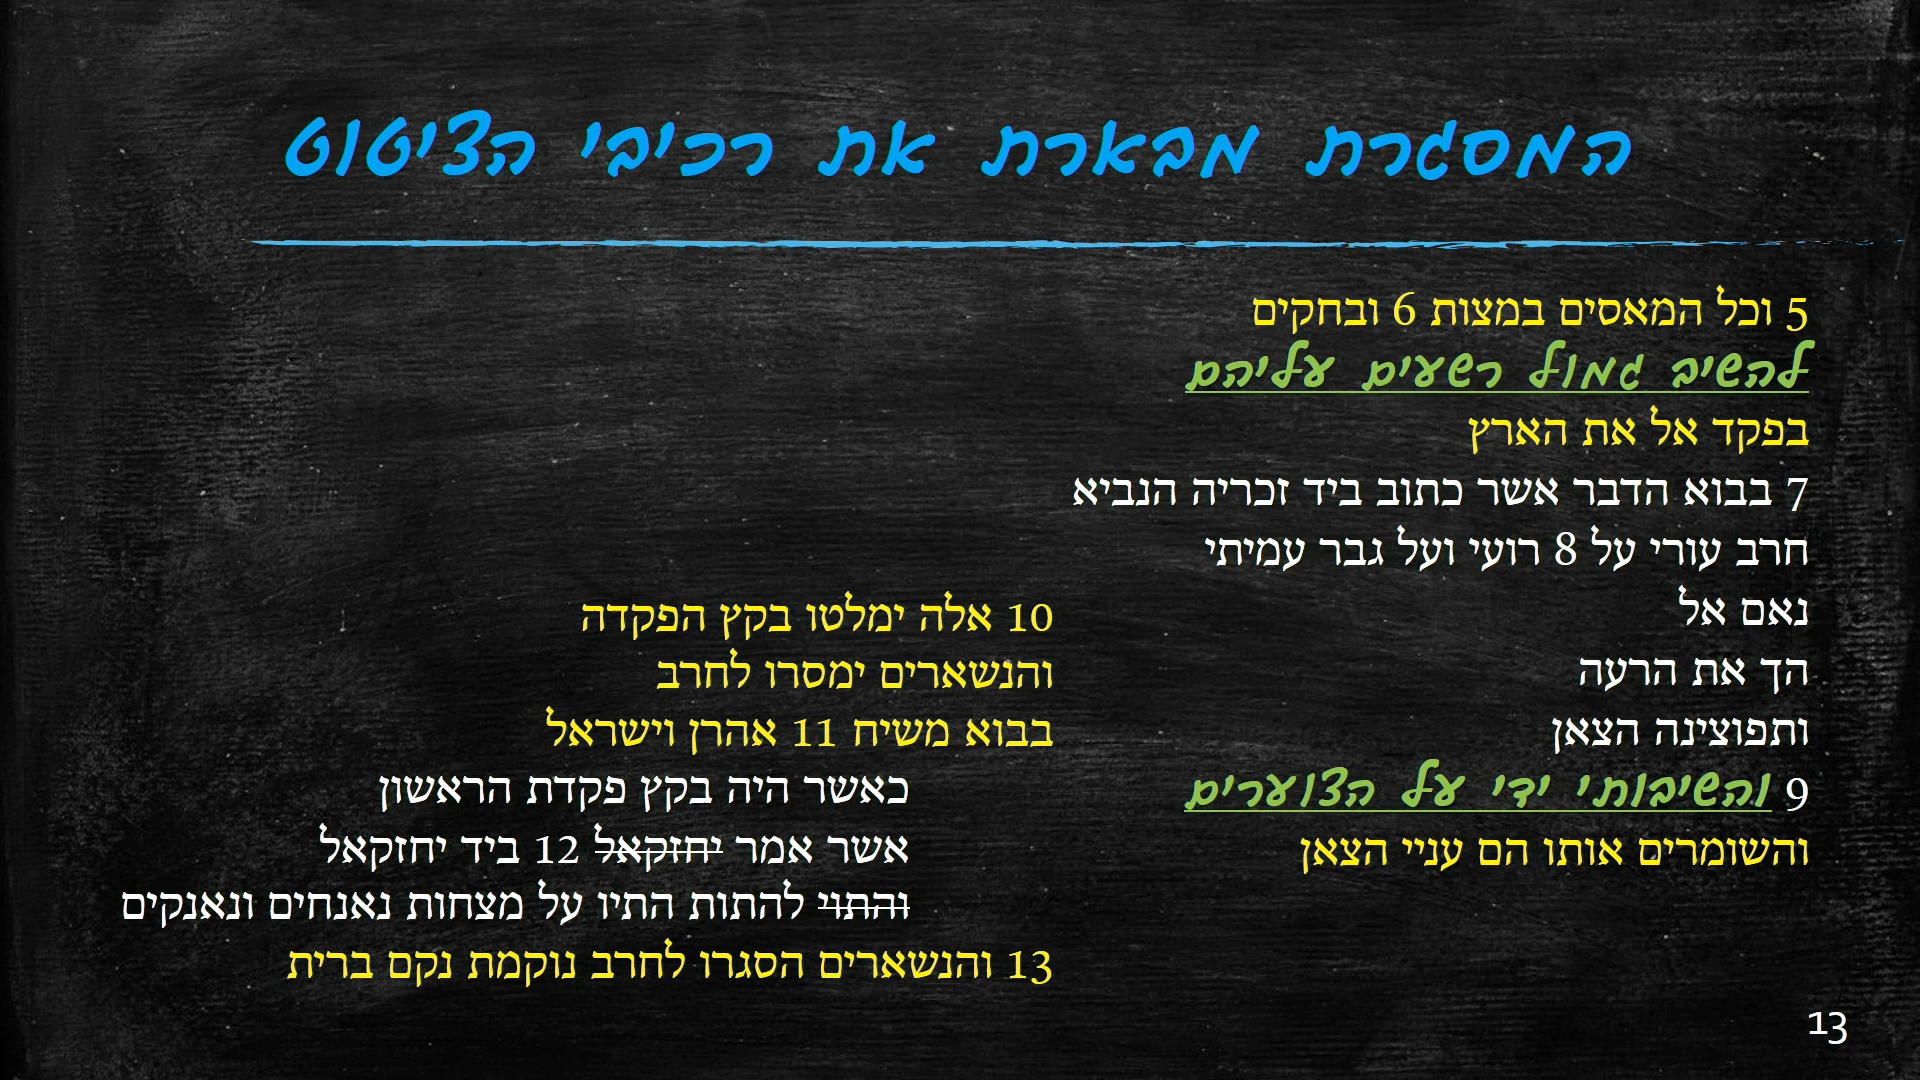 המסגרת מבארת את רכיבי הציטוט
5 וכל המאסים במצות 6 ובחקים
להשיב גמול רשעים עליהם
בפקד אל את הארץ
7 בבוא הדבר אשר כתוב ביד זכריה הנביא
חרב עורי על 8 רועי ועל גבר עמיתי
נאם אל
הך את הרעה
ותפוצינה הצאן
9 והשיבותי ידי על הצוערים
והשומרים אותו הם עניי הצאן
10 אלה ימלטו בקץ הפקדה
והנשארים ימסרו לחרב
בבוא משיח 11 אהרן וישראל
כאשר היה בקץ פקדת הראשון
אשר אמר יחזקאל 12 ביד יחזקאל
והתוי להתות התיו על מצחות נאנחים ונאנקים
13 והנשארים הסגרו לחרב נוקמת נקם ברית
13